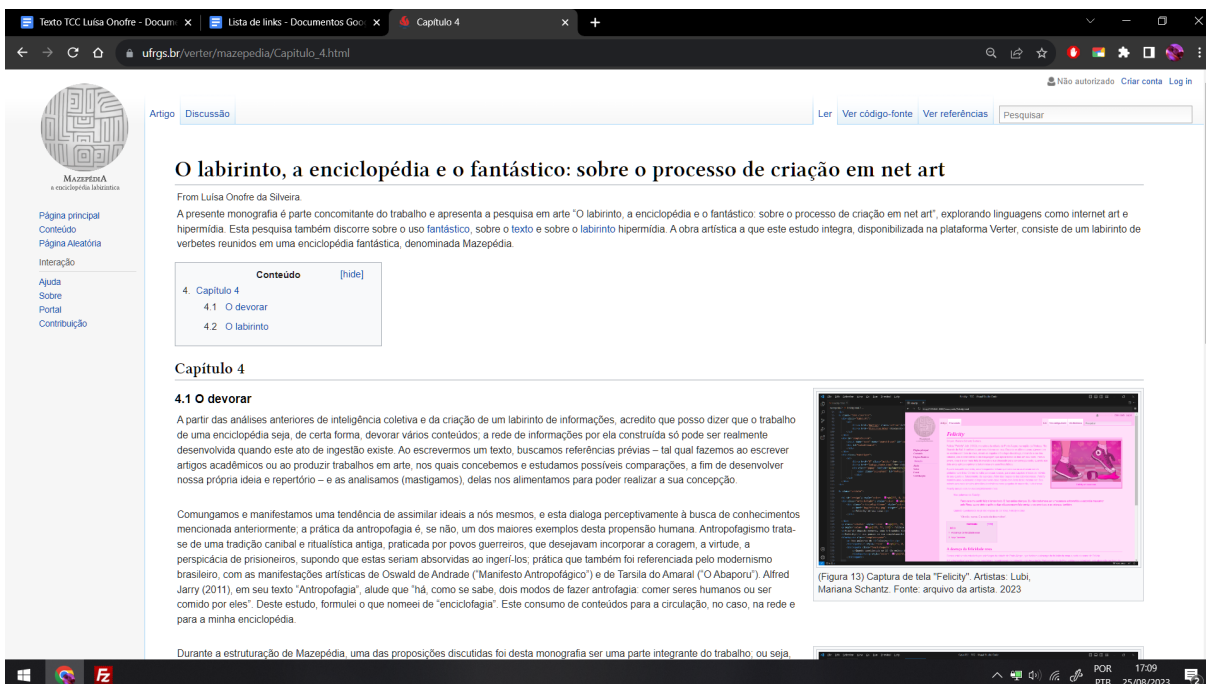 Texto TCC Luísa Onofre - Docum
Lista de links - Documentos Goo
Capítulo 4
ufrgs.br/verter/mazepedia/Capitulo_4.html
Não autorizado Criar conta Log in
Artigo Discussão
Ler Ver código-fonte Ver referências Pesquisar
MAZEPÉDIA
a enciclopédia labiríntica
Página principal
Conteúdo
Página Aleatória
Interação
Ajuda
Sobre
Portal
Contribuição
O labirinto, a enciclopédia e o fantástico: sobre o processo de criação em net art
From Luísa Onofre da Silveira.
A presente monografia é parte concomitante do trabalho e apresenta a pesquisa em arte "O labirinto, a enciclopédia e o fantástico: sobre o processo de criação em net art", explorando linguagens como internet art e
hipermídia. Esta pesquisa também discorre sobre o uso fantástico, sobre o texto e sobre o labirinto hipermídia. A obra artística a que este estudo integra, disponibilizada na plataforma Verter, consiste de um labirinto de
verbetes reunidos em uma enciclopédia fantástica, denominada Mazepédia.
Conteúdo [hide]
4. Capítulo 4
4.1 O devorar
4.2 O labirinto
Capítulo 4
4.1 O devorar
A partir das análises anteriores de inteligência coletiva e da criação de um labirinto de informações, acredito que posso dizer que o trabalho
de uma enciclopédia seja, de certa forma, devorar vários conteúdos; a rede de informações por ela construída só pode ser realmente
desenvolvida quando este ato de ingestão existe. Ao escrevermos um texto, buscamos referências prévias – tal qual fazemos ao escrever
artigos acadêmicos ou ao produzir trabalhos em arte, nos quais concebemos e estudamos possíveis comparações, a fim de desenvolver
nossa própria ideia e repertório – e as analisamos (mastigamos), delas nos alimentamos para poder realizar a sua concepção.
Comungamos e manifestamos uma tendência de assimilar ideais a nós mesmos, e esta dialoga perceptivamente à busca de conhecimentos
mencionada anteriormente; a prática da antropofagia é, se não, um dos maiores exemplos desta propensão humana. Antropofagismo trata-
se de uma tradição canibal e ritualística antiga, praticada por povos guerreiros, que desejavam incorporar a coragem, a virtude, a
perspicácia de prisioneiros, supondo que estas seriam absorvidas ao ingerí-los; prática que também foi referenciada pelo modernismo
brasileiro, com as manifestações artísticas de Oswald de Andrade ("Manifesto Antropofágico") e de Tarsila do Amaral ("O Abaporu"). Alfred
Jarry (2011), em seu texto "Antropofagia", alude que "há, como se sabe, dois modos de fazer antrofagia: comer seres humanos ou ser
comido por eles". Deste estudo, formulei o que nomeei de "enciclofagia". Este consumo de conteúdos para a circulação, no caso, na rede e
para a minha enciclopédia.
Durante a estruturação de Mazepédia, uma das proposições discutidas foi desta monografia ser uma parte integrante do trabalho; ou seja,
Felicity
(Figura 13) Captura de tela "Felicity". Artistas: Lubi,
Mariana Schantz. Fonte: arquivo da artista. 2023
POR
PTB
17:09
25/08/2023